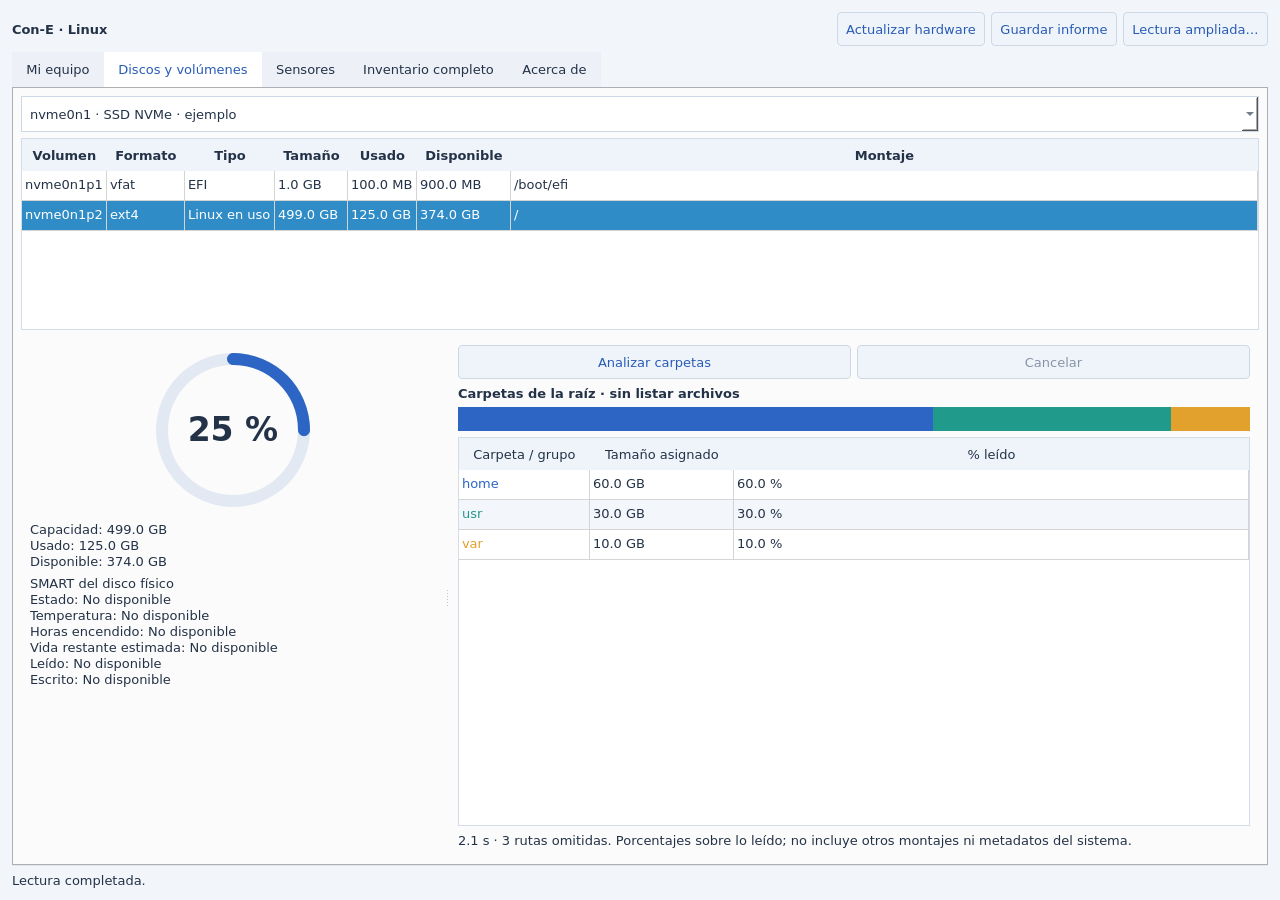 Con-E · Linux
Actualizar hardware
Guardar informe
Lectura ampliada...
Mi equipo
Discos y volúmenes
Sensores
Inventario completo
Acerca de
nvme0n1 · SSD NVMe · ejemplo
Volumen Formato Tipo Tamaño Usado Disponible Montaje
nvme0n1p1 vfat EFI 1.0 GB 100.0 MB 900.0 MB /boot/efi
nvme0n1p2 ext4 Linux en uso 499.0 GB 125.0 GB 374.0 GB /
25 %
Capacidad: 499.0 GB
Usado: 125.0 GB
Disponible: 374.0 GB
SMART del disco físico
Estado: No disponible
Temperatura: No disponible
Horas encendido: No disponible
Vida restante estimada: No disponible
Leído: No disponible
Escrito: No disponible
Analizar carpetas
Cancelar
Carpetas de la raíz · sin listar archivos
Carpeta / grupo Tamaño asignado % leído
home 60.0 GB 60.0 %
usr 30.0 GB 30.0 %
var 10.0 GB 10.0 %
2.1 s · 3 rutas omitidas. Porcentajes sobre lo leído; no incluye otros montajes ni metadatos del sistema.
Lectura completada.